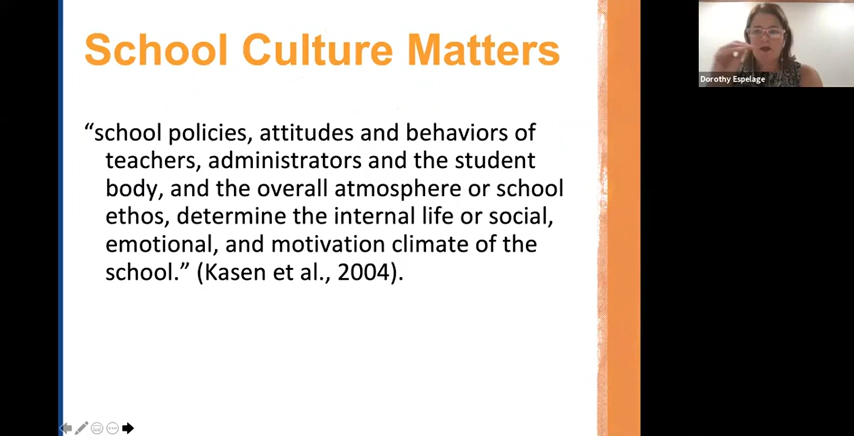 School Culture Matters
“school policies, attitudes and behaviors of
teachers, administrators and the student
body, and the overall atmosphere or school
ethos, determine the internal life or social,
emotional, and motivation climate of the
school.” (Kasen et al., 2004).
Dorothy Espelage